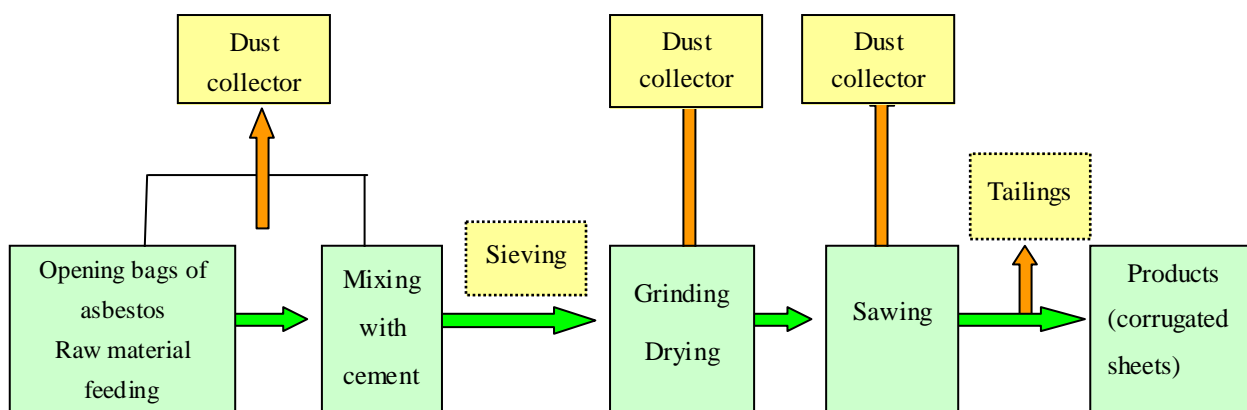 Dust
collector
Dust
collector
Dust
collector
Tailings
Sieving
Opening bags of
asbestos
Raw material
feeding
Mixing
with
cement
Grinding
Drying
Sawing
Products
(corrugated
sheets)